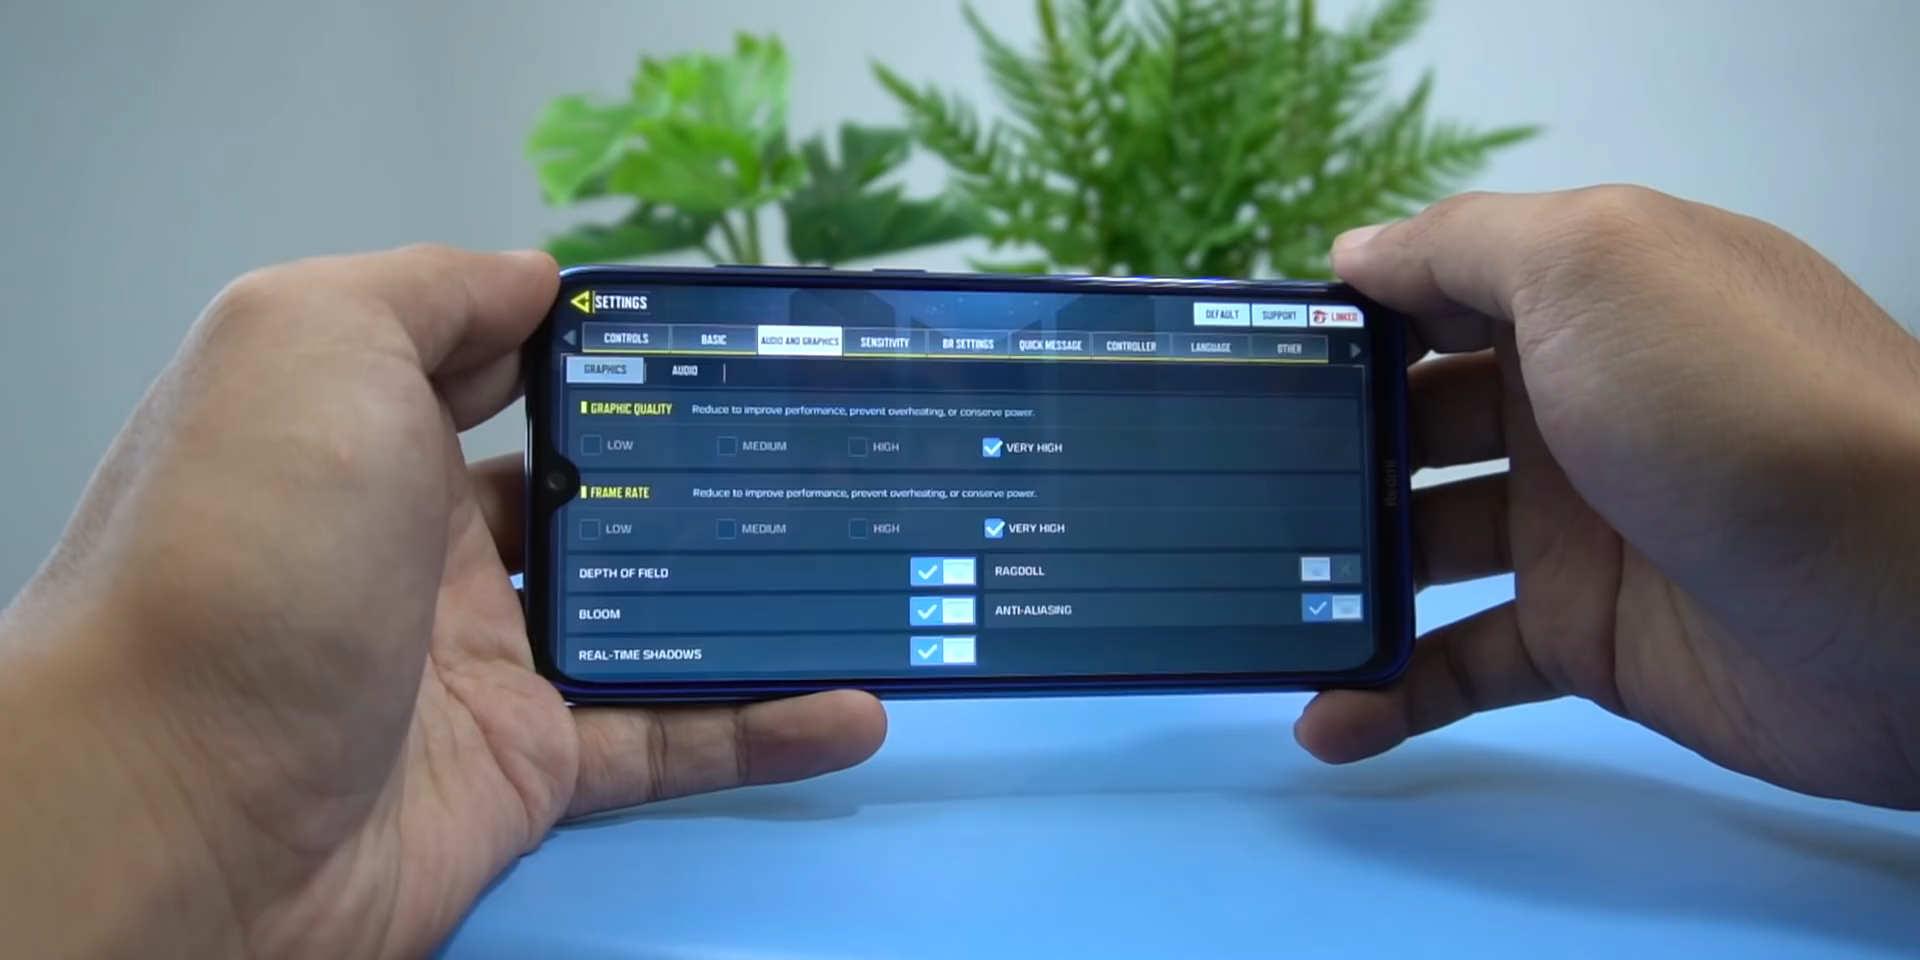 SETTINGS
DEFAULT SUPPORT LINKED
CONTROLS BASIC AUDIO AND GRAPHICS SENSITIVITY BR SETTINGS QUICK MESSAGE CONTROLLER LANGUAGE OTHER
GRAPHICS AUDIO
GRAPHIC QUALITY Reduce to improve performance, prevent overheating, or conserve power.
LOW MEDIUM HIGH VERY HIGH
FRAME RATE Reduce to improve performance, prevent overheating, or conserve power.
LOW MEDIUM HIGH VERY HIGH
DEPTH OF FIELD RAGDOLL
BLOOM ANTI-ALIASING
REAL-TIME SHADOWS
Redmi